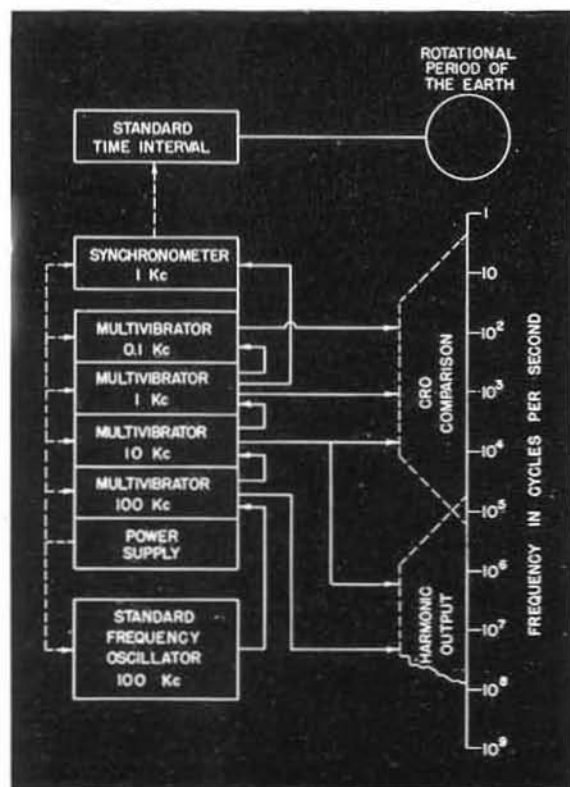 ROTATIONAL
PERIOD OF
THE EARTH
STANDARD
TIME INTERVAL
SYNCHRONOMETER
1 Kc
MULTIVIBRATOR
0.1 Kc
MULTIVIBRATOR
1 Kc
MULTIVIBRATOR
10 Kc
MULTIVIBRATOR
100 Kc
POWER
SUPPLY
STANDARD
FREQUENCY
OSCILLATOR
100 Kc
CRO
COMPARISON
HARMONIC
OUTPUT
1
10
10²
10³
10⁴
10⁵
10⁶
10⁷
10⁸
10⁹
FREQUENCY IN CYCLES PER SECOND